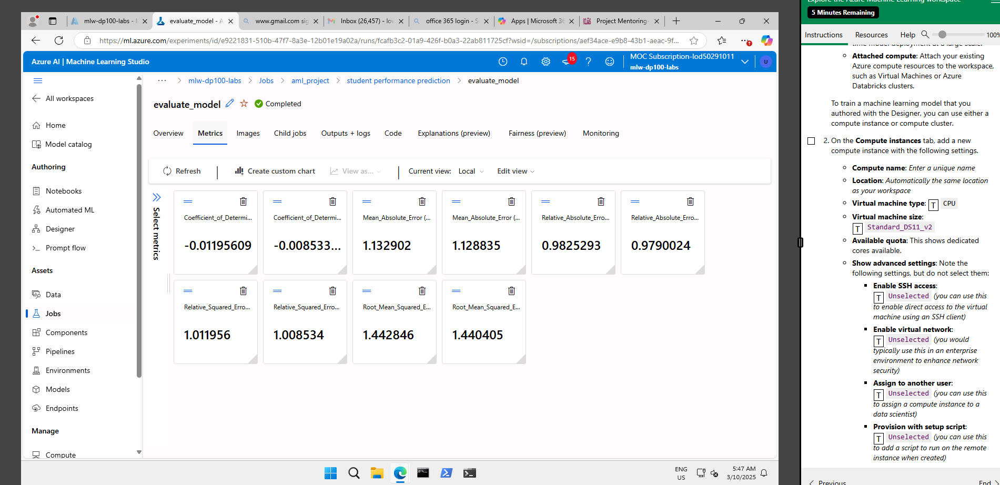 mlw-dp100-labs - M
evaluate_model - A
www.gmail.com sig
Inbox (26,457) - lov
office 365 login - S
Apps | Microsoft 36
Project Mentoring-
https://ml.azure.com/experiments/id/e9221831-510b-47f7-8a3e-12b01e19a02a/runs/fcafb3c2-01a9-426f-b0a3-22ab811725cf?wsid=/subscriptions/aef34ace-e9b8-43b1-aeac-9f...
Azure AI | Machine Learning Studio
15
MOC Subscription-lod50291011
mlw-dp100-labs
U
All workspaces
Home
Model catalog
Authoring
Notebooks
Automated ML
Designer
Prompt flow
Assets
Data
Jobs
Components
Pipelines
Environments
Models
Endpoints
Manage
Compute
... > mlw-dp100-labs > Jobs > aml_project > student performance prediction > evaluate_model
evaluate_model Completed
Overview Metrics Images Child jobs Outputs + logs Code Explanations (preview) Fairness (preview) Monitoring
Refresh Create custom chart View as... Current view: Local Edit view
Select metrics
Coefficient_of_Determi...
-0.01195609
Coefficient_of_Determi...
-0.008533...
Mean_Absolute_Error (...
1.132902
Mean_Absolute_Error (...
1.128835
Relative_Absolute_Erro...
0.9825293
Relative_Absolute_Erro...
0.9790024
Relative_Squared_Erro...
1.011956
Relative_Squared_Erro...
1.008534
Root_Mean_Squared_E...
1.442846
Root_Mean_Squared_E...
1.440405
ENG
US
5:47 AM
3/10/2025
Explore the Azure Machine Learning workspace
5 Minutes Remaining
Instructions Resources Help 100%
time model deployment at a large scale.
Attached compute: Attach your existing
Azure compute resources to the workspace,
such as Virtual Machines or Azure
Databricks clusters.
To train a machine learning model that you
authored with the Designer, you can use either a
compute instance or compute cluster.
2. On the Compute instances tab, add a new
compute instance with the following settings.
Compute name: Enter a unique name
Location: Automatically the same location
as your workspace
Virtual machine type: T CPU
Virtual machine size:
T Standard_DS11_v2
Available quota: This shows dedicated
cores available.
Show advanced settings: Note the
following settings, but do not select them:
Enable SSH access:
T Unselected (you can use this
to enable direct access to the virtual
machine using an SSH client)
Enable virtual network:
T Unselected (you would
typically use this in an enterprise
environment to enhance network
security)
Assign to another user:
T Unselected (you can use this
to assign a compute instance to a
data scientist)
Provision with setup script:
T Unselected (you can use this
to add a script to run on the remote
instance when created)
Previous
End